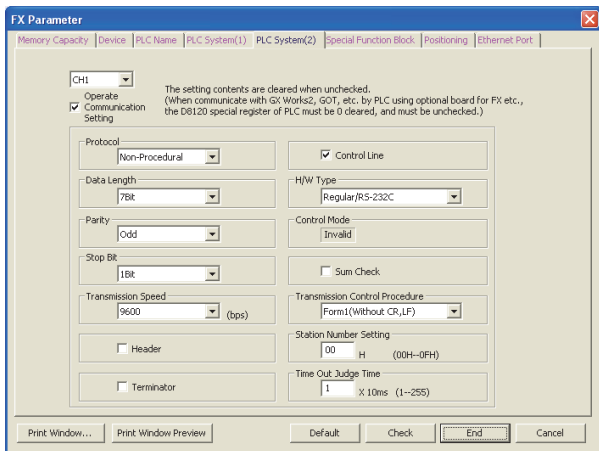 FX Parameter
Memory Capacity Device PLC Name PLC System(1) PLC System(2) Special Function Block Positioning Ethernet Port
CH1
Operate
Communication
Setting
The setting contents are cleared when unchecked.
(When communicate with GX Works2, GOT, etc. by PLC using optional board for FX etc.,
the D8120 special register of PLC must be 0 cleared, and must be unchecked.)
Protocol
Non-Procedural
Control Line
Data Length
7Bit
H/W Type
Regular/RS-232C
Parity
Odd
Control Mode
Invalid
Stop Bit
1Bit
Sum Check
Transmission Speed
9600 (bps)
Transmission Control Procedure
Form1(Without CR,LF)
Header
Station Number Setting
00 H (00H--0FH)
Terminator
Time Out Judge Time
1 X 10ms (1--255)
Print Window... Print Window Preview Default Check End Cancel